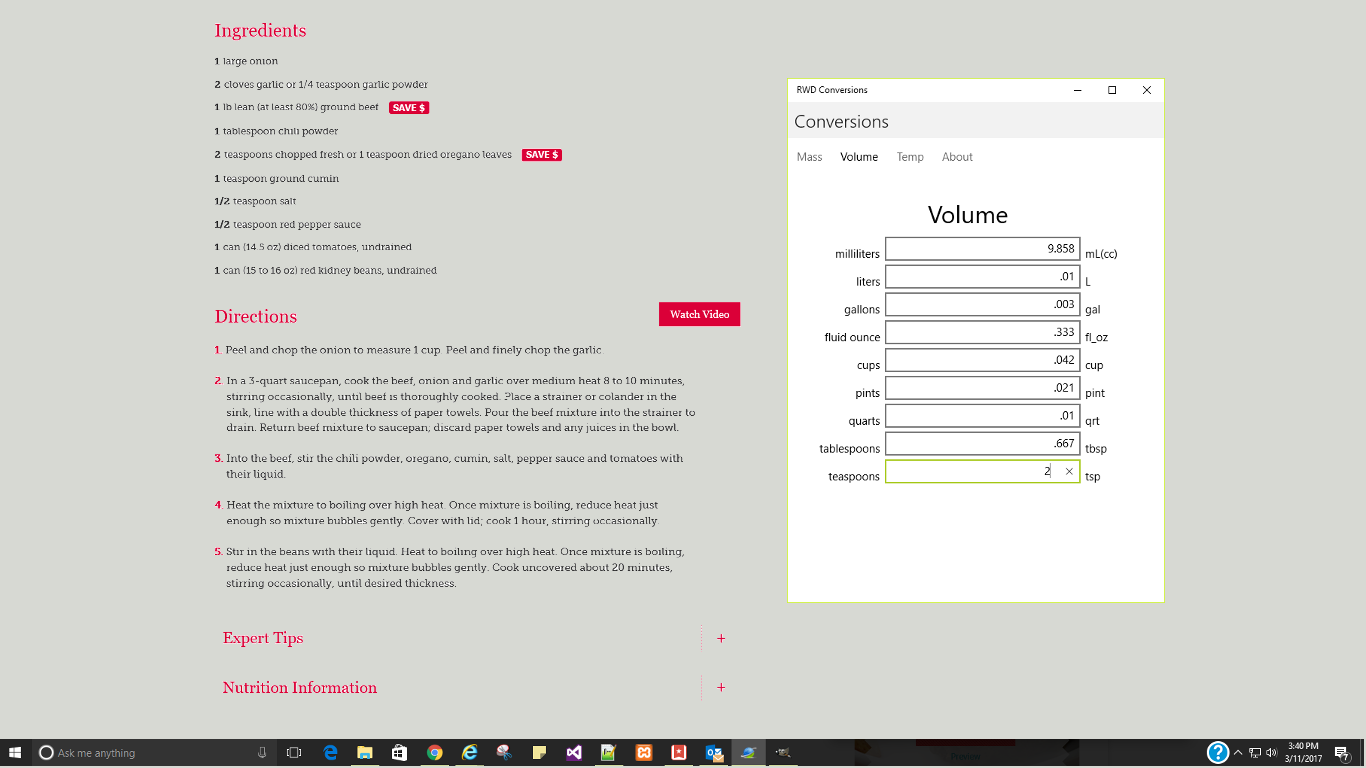 Ingredients
1 large onion
2 cloves garlic or 1/4 teaspoon garlic powder
1 lb lean (at least 80%) ground beef SAVE $
1 tablespoon chili powder
2 teaspoons chopped fresh or 1 teaspoon dried oregano leaves SAVE $
1 teaspoon ground cumin
1/2 teaspoon salt
1/2 teaspoon red pepper sauce
1 can (14.5 oz) diced tomatoes, undrained
1 can (15 to 16 oz) red kidney beans, undrained
Directions
Watch Video
1. Peel and chop the onion to measure 1 cup. Peel and finely chop the garlic.
2. In a 3-quart saucepan, cook the beef, onion and garlic over medium heat 8 to 10 minutes,
stirring occasionally, until beef is thoroughly cooked. Place a strainer or colander in the
sink, line with a double thickness of paper towels. Pour the beef mixture into the strainer to
drain. Return beef mixture to saucepan; discard paper towels and any juices in the bowl.
3. Into the beef, stir the chili powder, oregano, cumin, salt, pepper sauce and tomatoes with
their liquid.
4. Heat the mixture to boiling over high heat. Once mixture is boiling, reduce heat just
enough so mixture bubbles gently. Cover with lid; cook 1 hour, stirring occasionally.
5. Stir in the beans with their liquid. Heat to boiling over high heat. Once mixture is boiling,
reduce heat just enough so mixture bubbles gently. Cook uncovered about 20 minutes,
stirring occasionally, until desired thickness.
Expert Tips +
Nutrition Information +
RWD Conversions
Conversions
Mass Volume Temp About
Volume
milliliters 9.858 mL(cc)
liters .01 L
gallons .003 gal
fluid ounce .333 fl_oz
cups .042 cup
pints .021 pint
quarts .01 qrt
tablespoons .667 tbsp
teaspoons 2 tsp
Ask me anything
3:40 PM
3/11/2017
7